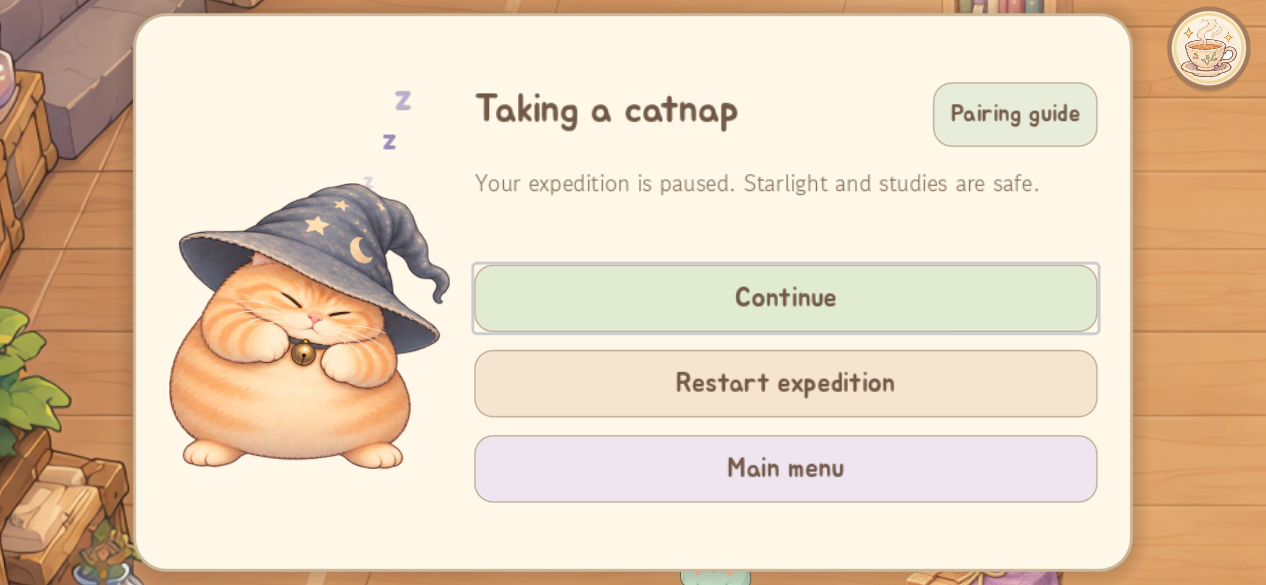 z
z
z
Taking a catnap
Pairing guide
Your expedition is paused. Starlight and studies are safe.
Continue
Restart expedition
Main menu